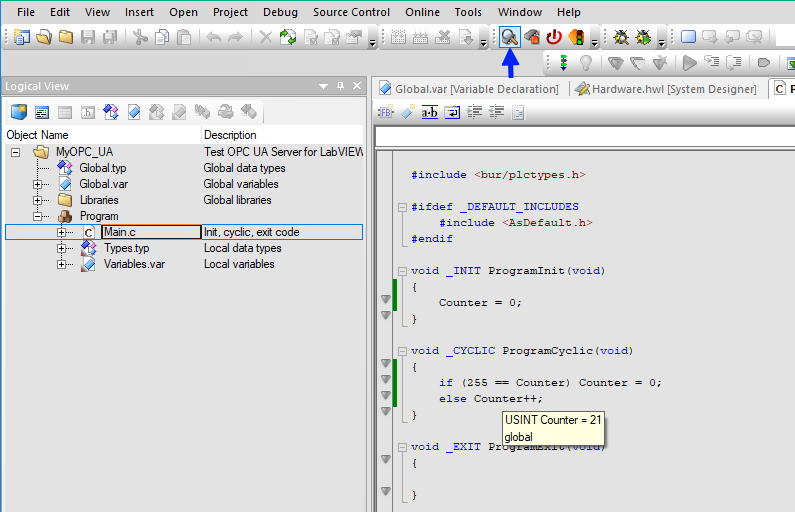 File Edit View Insert Open Project Debug Source Control Online Tools Window Help
Logical View
Object Name Description
MyOPC_UA Test OPC UA Server for LabVIEW
Global.typ Global data types
Global.var Global variables
Libraries Global libraries
Program
Main.c Init, cyclic, exit code
Types.typ Local data types
Variables.var Local variables
Global.var [Variable Declaration] Hardware.hwl [System Designer] C P
FB a-b
#include <bur/plctypes.h>
#ifdef _DEFAULT_INCLUDES
#include <AsDefault.h>
#endif
void _INIT ProgramInit(void)
{
Counter = 0;
}
void _CYCLIC ProgramCyclic(void)
{
if (255 == Counter) Counter = 0;
else Counter++;
}
USINT Counter = 21
global
void _EXIT ProgramExit(void)
{
}